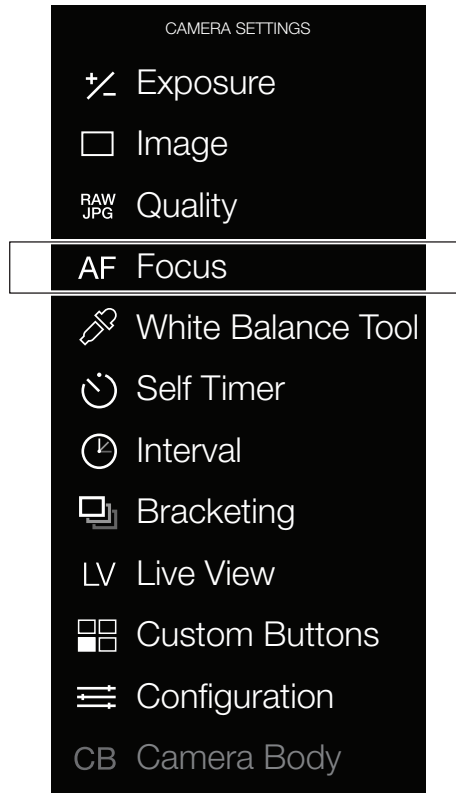 CAMERA SETTINGS
+/- Exposure
Image
RAW
JPG Quality
AF Focus
White Balance Tool
Self Timer
Interval
Bracketing
LV Live View
Custom Buttons
Configuration
CB Camera Body